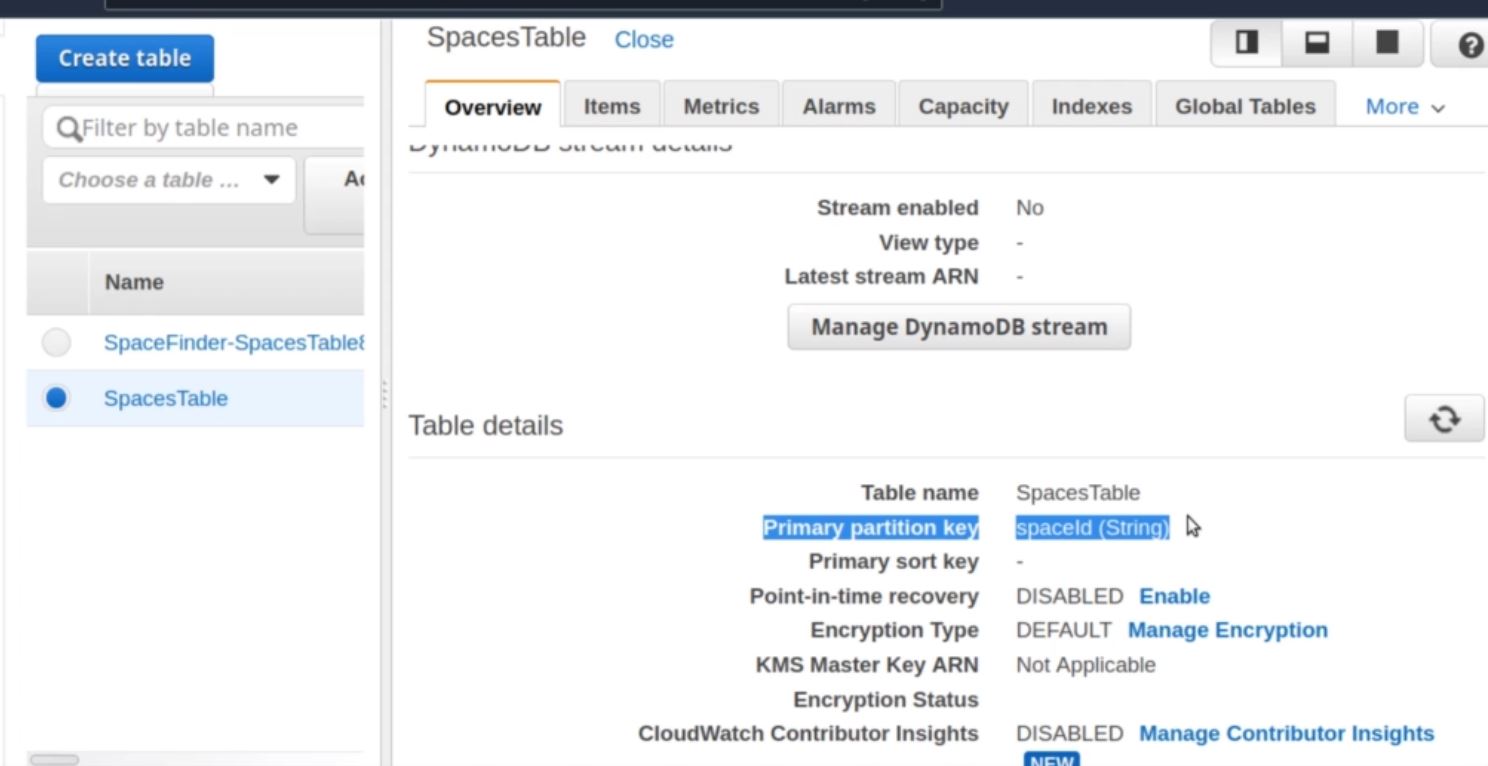 Create table
Filter by table name
Choose a table ...
Ac
Name
SpaceFinder-SpacesTable8
SpacesTable
SpacesTable Close
Overview Items Metrics Alarms Capacity Indexes Global Tables More
DynamoDB stream details
Stream enabled No
View type -
Latest stream ARN -
Manage DynamoDB stream
Table details
Table name SpacesTable
Primary partition key spaceId (String)
Primary sort key -
Point-in-time recovery DISABLED Enable
Encryption Type DEFAULT Manage Encryption
KMS Master Key ARN Not Applicable
Encryption Status
CloudWatch Contributor Insights DISABLED Manage Contributor Insights
NEW